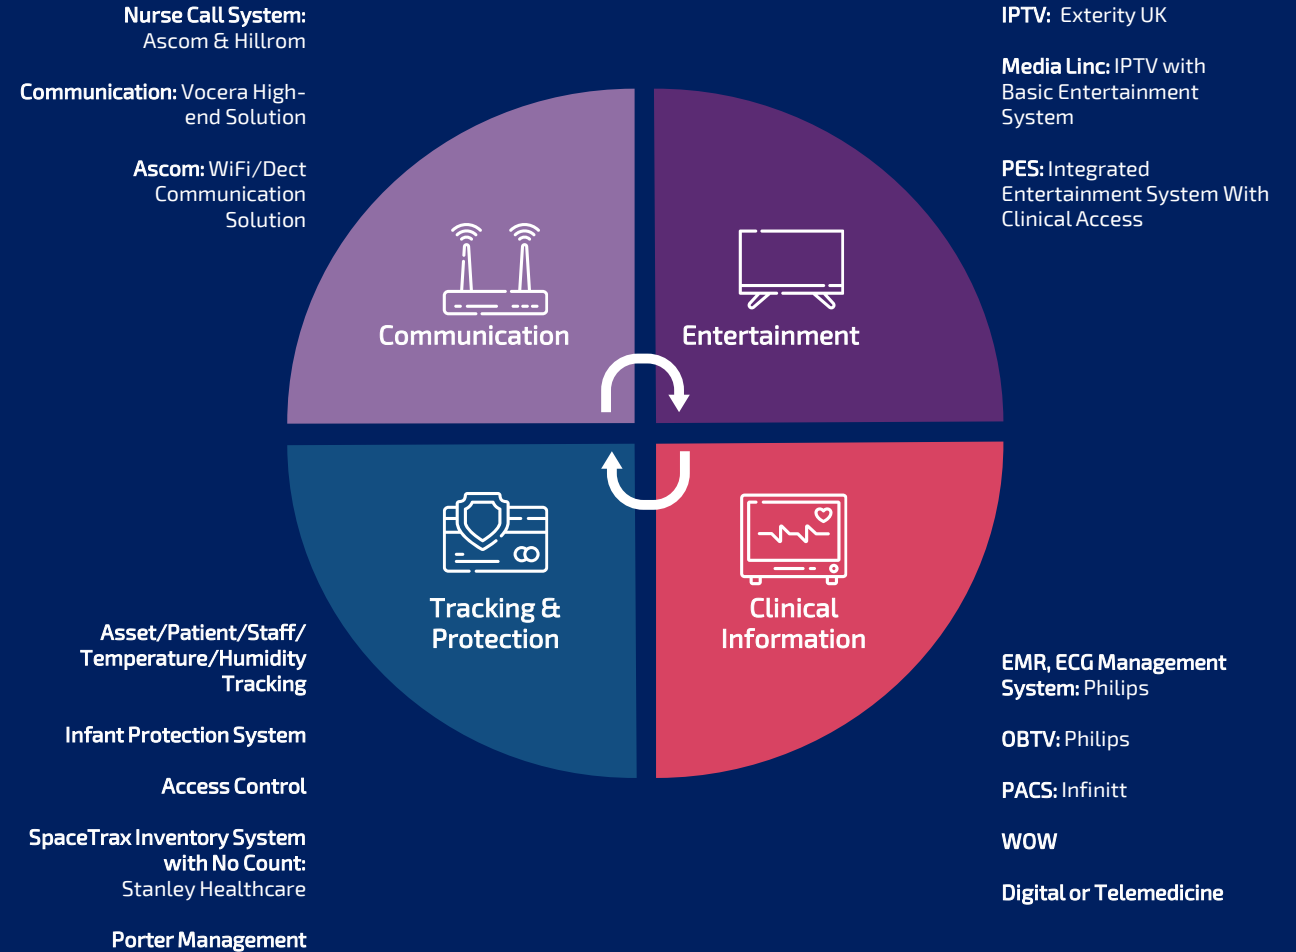 Nurse Call System:
Ascom & Hillrom
Communication: Vocera High-
end Solution
Ascom: WiFi/Dect
Communication
Solution
IPTV: Exterity UK
Media Linc: IPTV with
Basic Entertainment
System
PES: Integrated
Entertainment System With
Clinical Access
Communication
Entertainment
Tracking &
Protection
Clinical
Information
Asset/Patient/Staff/
Temperature/Humidity
Tracking
Infant Protection System
Access Control
SpaceTrax Inventory System
with No Count:
Stanley Healthcare
Porter Management
EMR, ECG Management
System: Philips
OBTV: Philips
PACS: Infinitt
WOW
Digital or Telemedicine